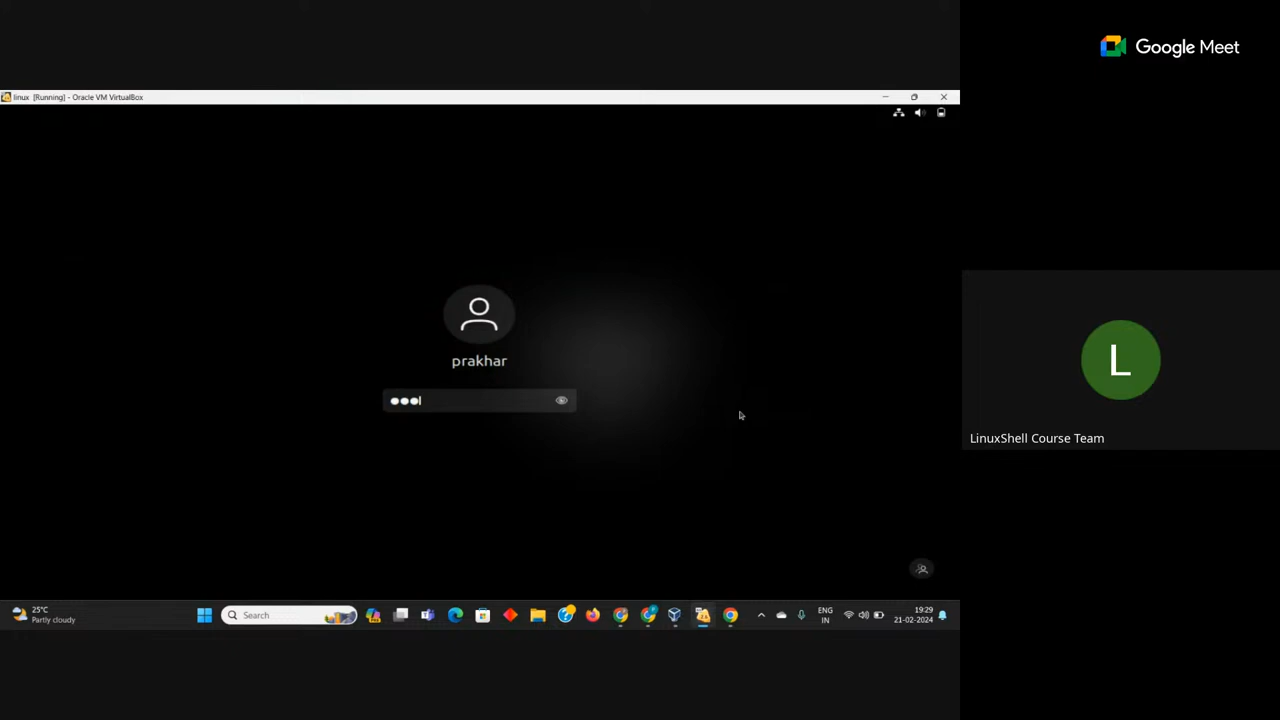 Google Meet
linux [Running] - Oracle VM VirtualBox
prakhar
L
LinuxShell Course Team
25°C
Partly cloudy
Search
ENG
IN
19:29
21-02-2024